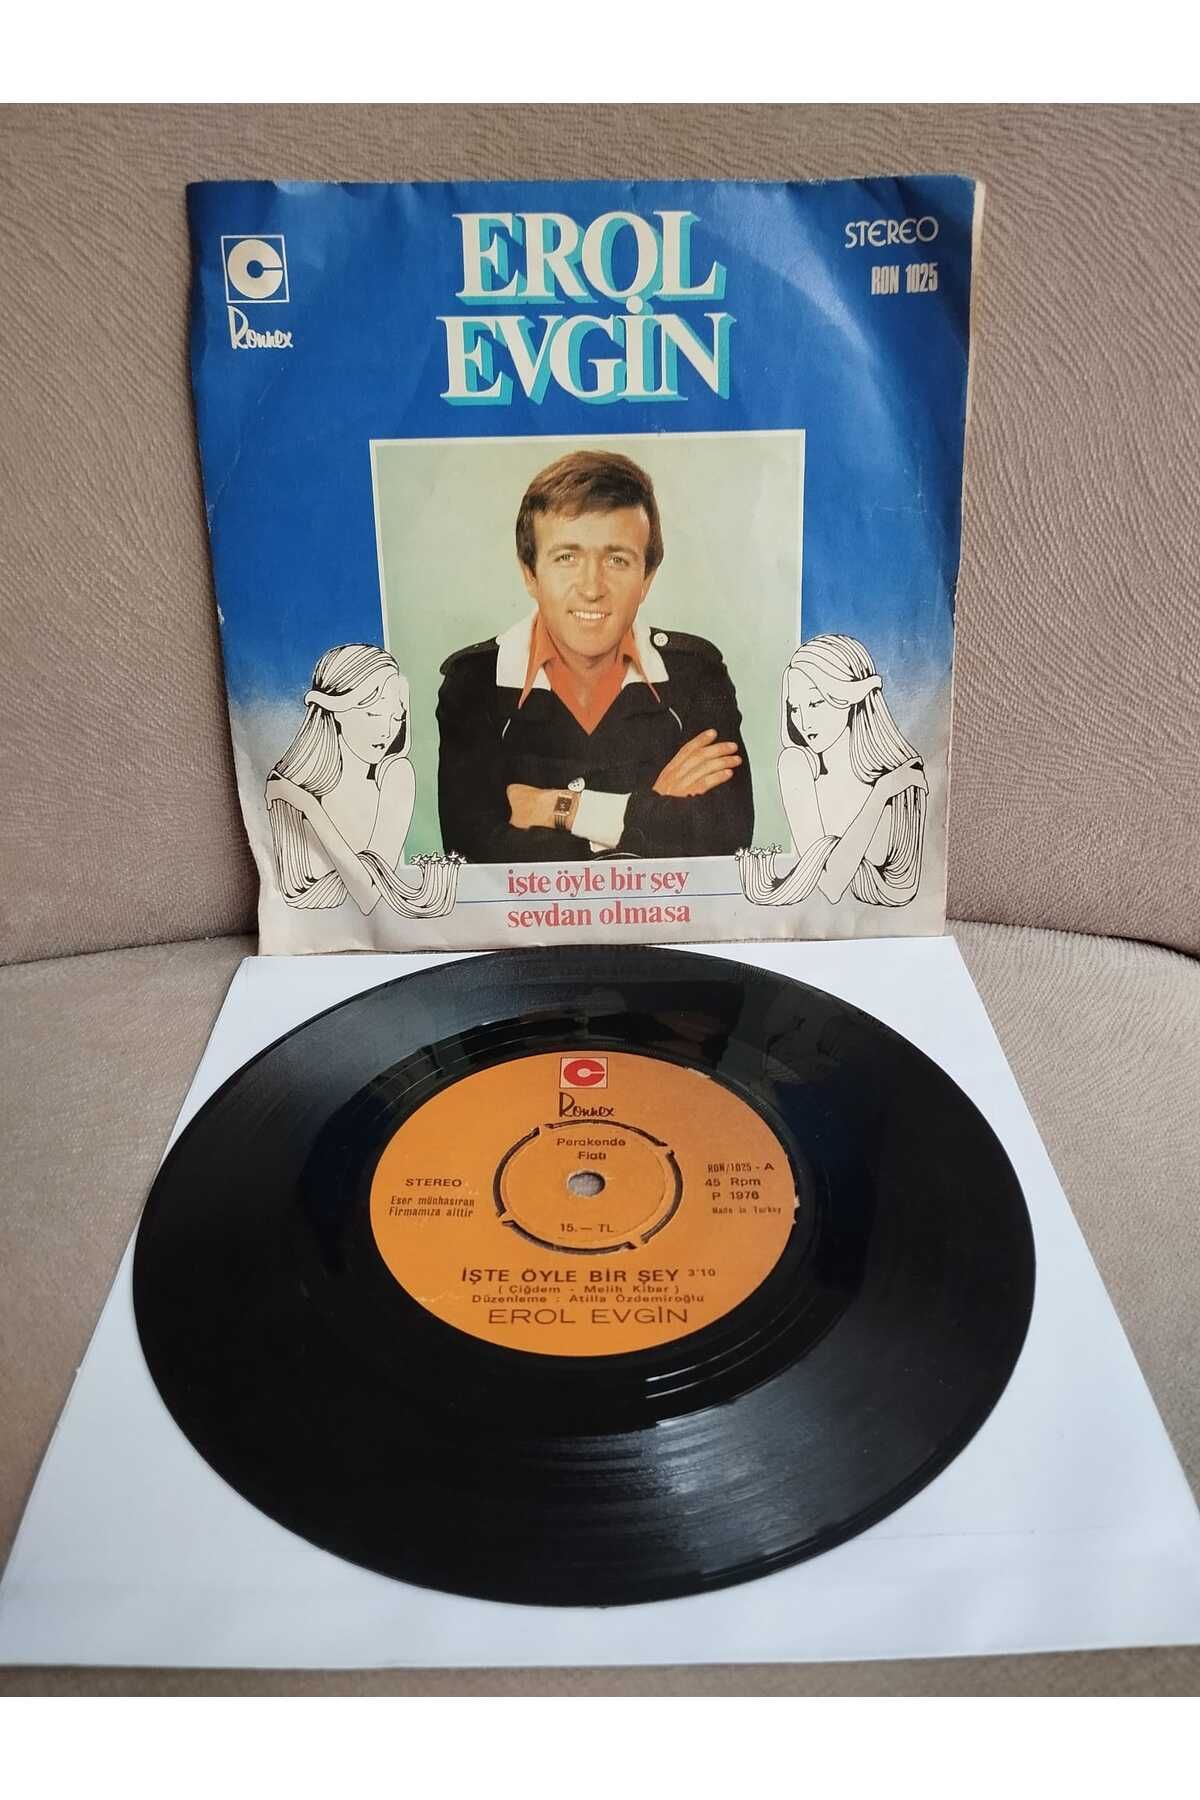 EROL
EVGİN
STEREO
RON 1025
C
Ronnex
işte öyle bir şey
sevdan olmasa
C
Ronnex
Perakende
Fiatı
15.— TL.
STEREO
Eser münhasıran
Firmamıza aittir
RON/1025 - A
45 Rpm
P 1976
Made in Turkey
İŞTE ÖYLE BİR ŞEY 3'10
( Çiğdem - Melih Kibar )
Düzenleme : Atilla Özdemiroğlu
EROL EVGİN